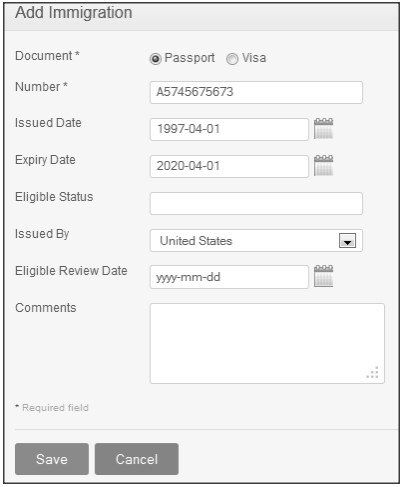 Add Immigration
Document * Passport Visa
Number * A5745675673
Issued Date 1997-04-01
Expiry Date 2020-04-01
Eligible Status
Issued By United States
Eligible Review Date yyyy-mm-dd
Comments
* Required field
Save Cancel